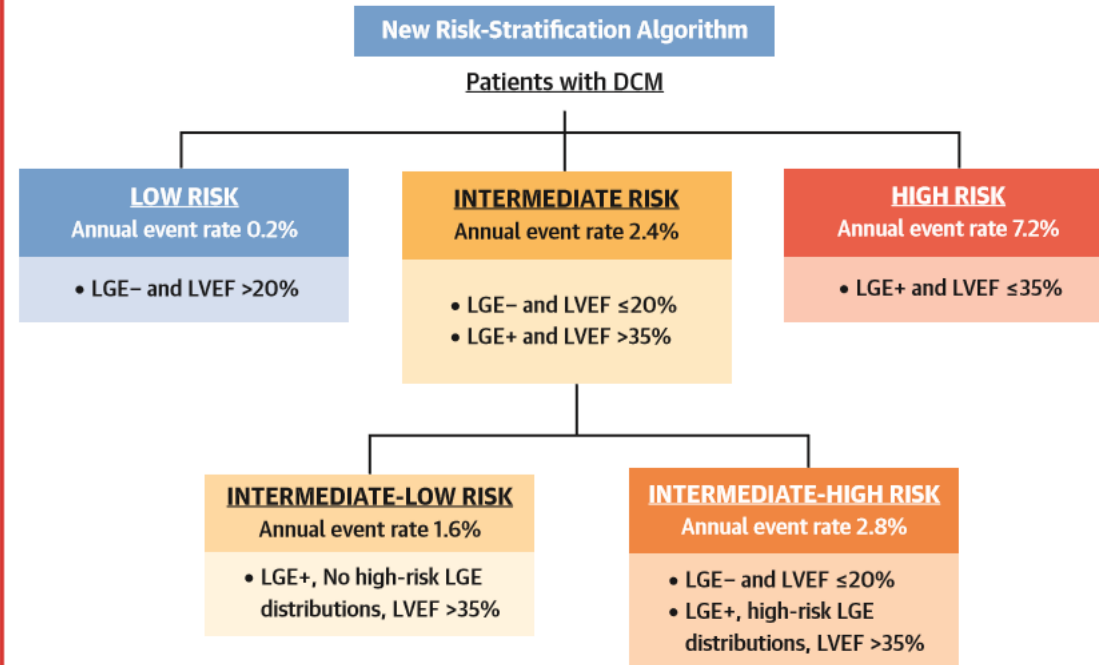 New Risk-Stratification Algorithm
Patients with DCM
LOW RISK
Annual event rate 0.2%
• LGE– and LVEF >20%
INTERMEDIATE RISK
Annual event rate 2.4%
• LGE– and LVEF ≤20%
• LGE+ and LVEF >35%
HIGH RISK
Annual event rate 7.2%
• LGE+ and LVEF ≤35%
INTERMEDIATE-LOW RISK
Annual event rate 1.6%
• LGE+, No high-risk LGE
distributions, LVEF >35%
INTERMEDIATE-HIGH RISK
Annual event rate 2.8%
• LGE– and LVEF ≤20%
• LGE+, high-risk LGE
distributions, LVEF >35%